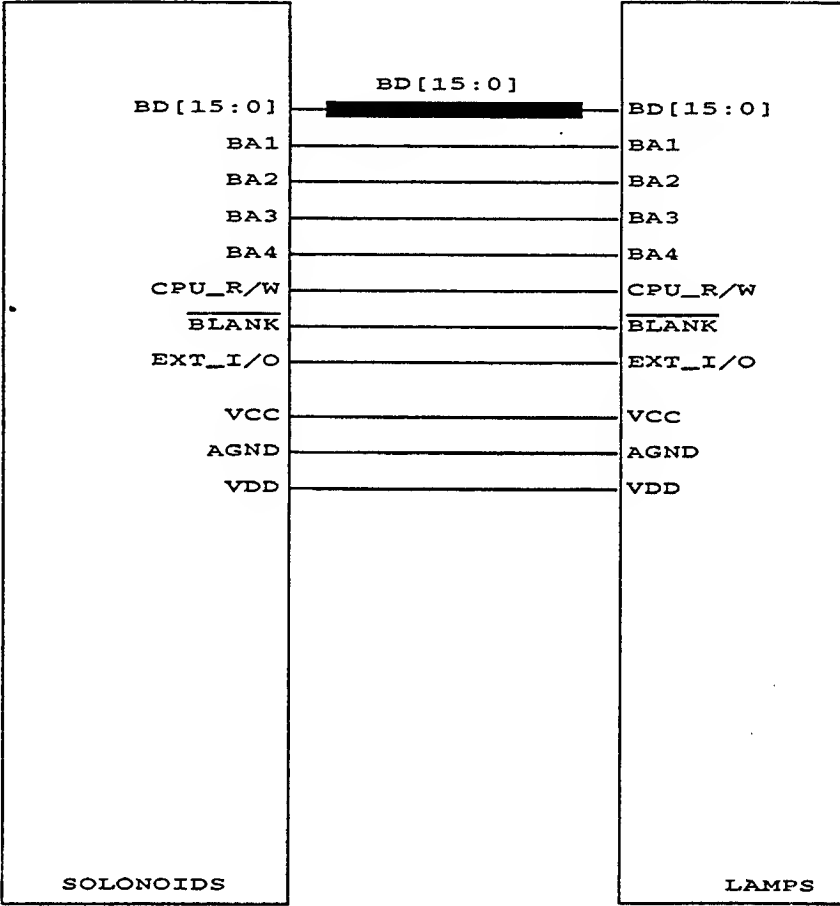 BD[15:0]
BD[15:0] BD[15:0]
BA1 BA1
BA2 BA2
BA3 BA3
BA4 BA4
CPU_R/W CPU_R/W
BLANK BLANK
EXT_I/O EXT_I/O
VCC VCC
AGND AGND
VDD VDD
SOLONOIDS LAMPS